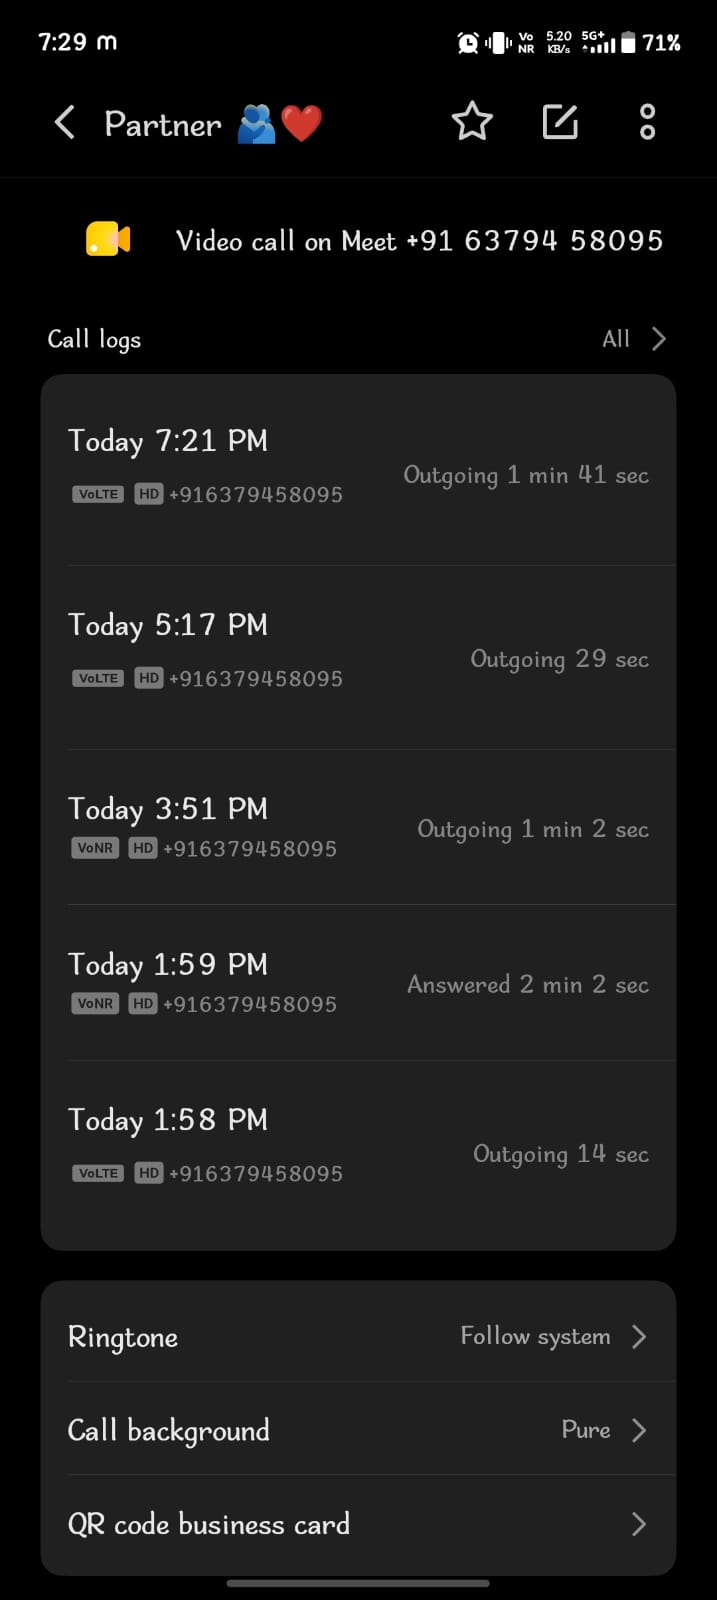 7:29 m
Vo NR 5.20 KB/s 5G+ 71%
Partner 🫂❤️
Video call on Meet +91 63794 58095
Call logs All
Today 7:21 PM
Outgoing 1 min 41 sec
VoLTE HD +916379458095
Today 5:17 PM
Outgoing 29 sec
VoLTE HD +916379458095
Today 3:51 PM
Outgoing 1 min 2 sec
VoNR HD +916379458095
Today 1:59 PM
Answered 2 min 2 sec
VoNR HD +916379458095
Today 1:58 PM
Outgoing 14 sec
VoLTE HD +916379458095
Ringtone Follow system
Call background Pure
QR code business card